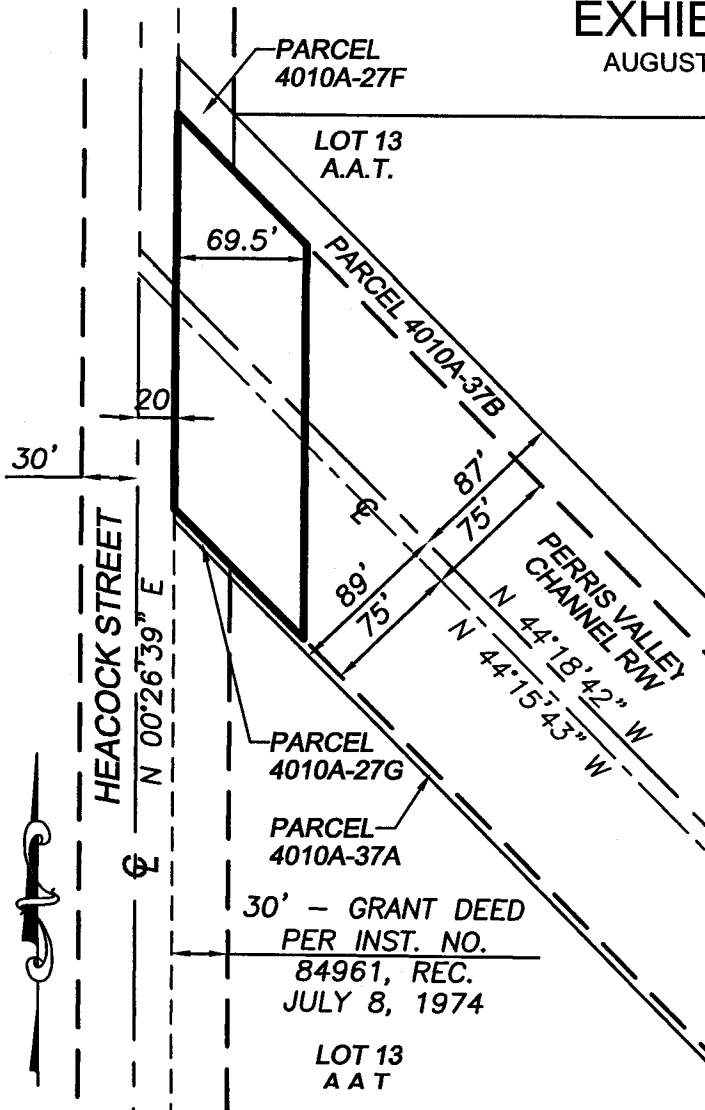 EXHIB
AUGUST
PARCEL
4010A-27F
LOT 13
A.A.T.
69.5'
PARCEL 4010A-37B
20
30'
87'
75'
℄
89'
75'
PERRIS VALLEY
CHANNEL R/W
N 44°18'42" W
N 44°15'43" W
HEACOCK STREET
N 00°26'39" E
℄
PARCEL
4010A-27G
PARCEL
4010A-37A
30' - GRANT DEED
PER INST. NO.
84961, REC.
JULY 8, 1974
LOT 13
A A T